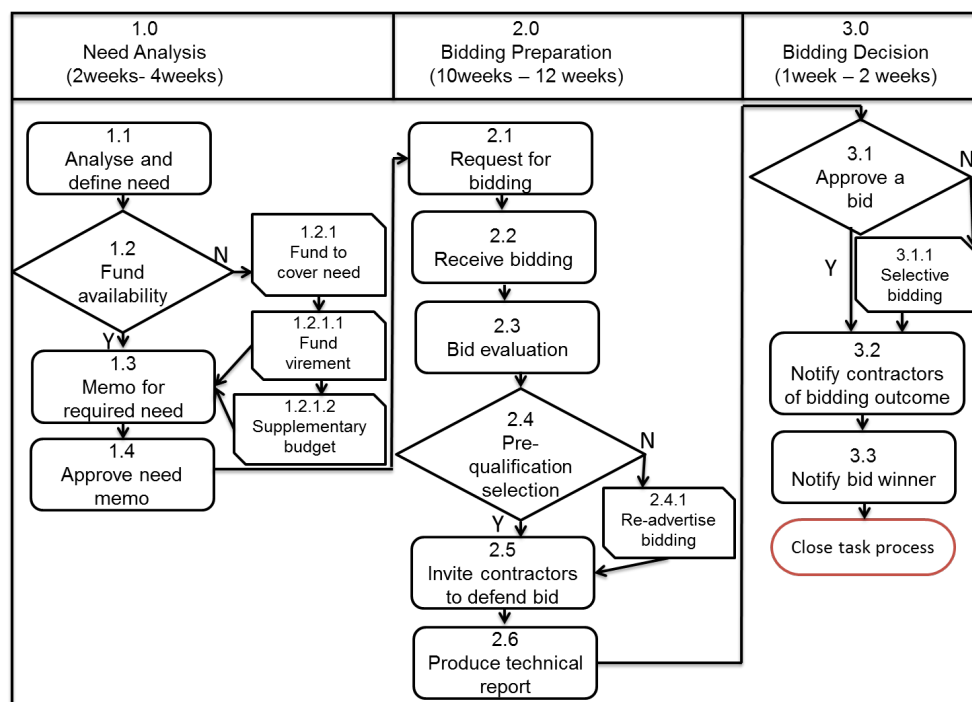 1.0
Need Analysis
(2weeks- 4weeks)
2.0
Bidding Preparation
(10weeks – 12 weeks)
3.0
Bidding Decision
(1week – 2 weeks)
1.1
Analyse and
define need
1.2
Fund
availability
N
Y
1.2.1
Fund to
cover need
1.2.1.1
Fund
virement
1.2.1.2
Supplementary
budget
1.3
Memo for
required need
1.4
Approve need
memo
2.1
Request for
bidding
2.2
Receive bidding
2.3
Bid evaluation
2.4
Pre-
qualification
selection
N
Y
2.4.1
Re-advertise
bidding
2.5
Invite contractors
to defend bid
2.6
Produce technical
report
3.1
Approve a
bid
N
Y
3.1.1
Selective
bidding
3.2
Notify contractors
of bidding outcome
3.3
Notify bid winner
Close task process